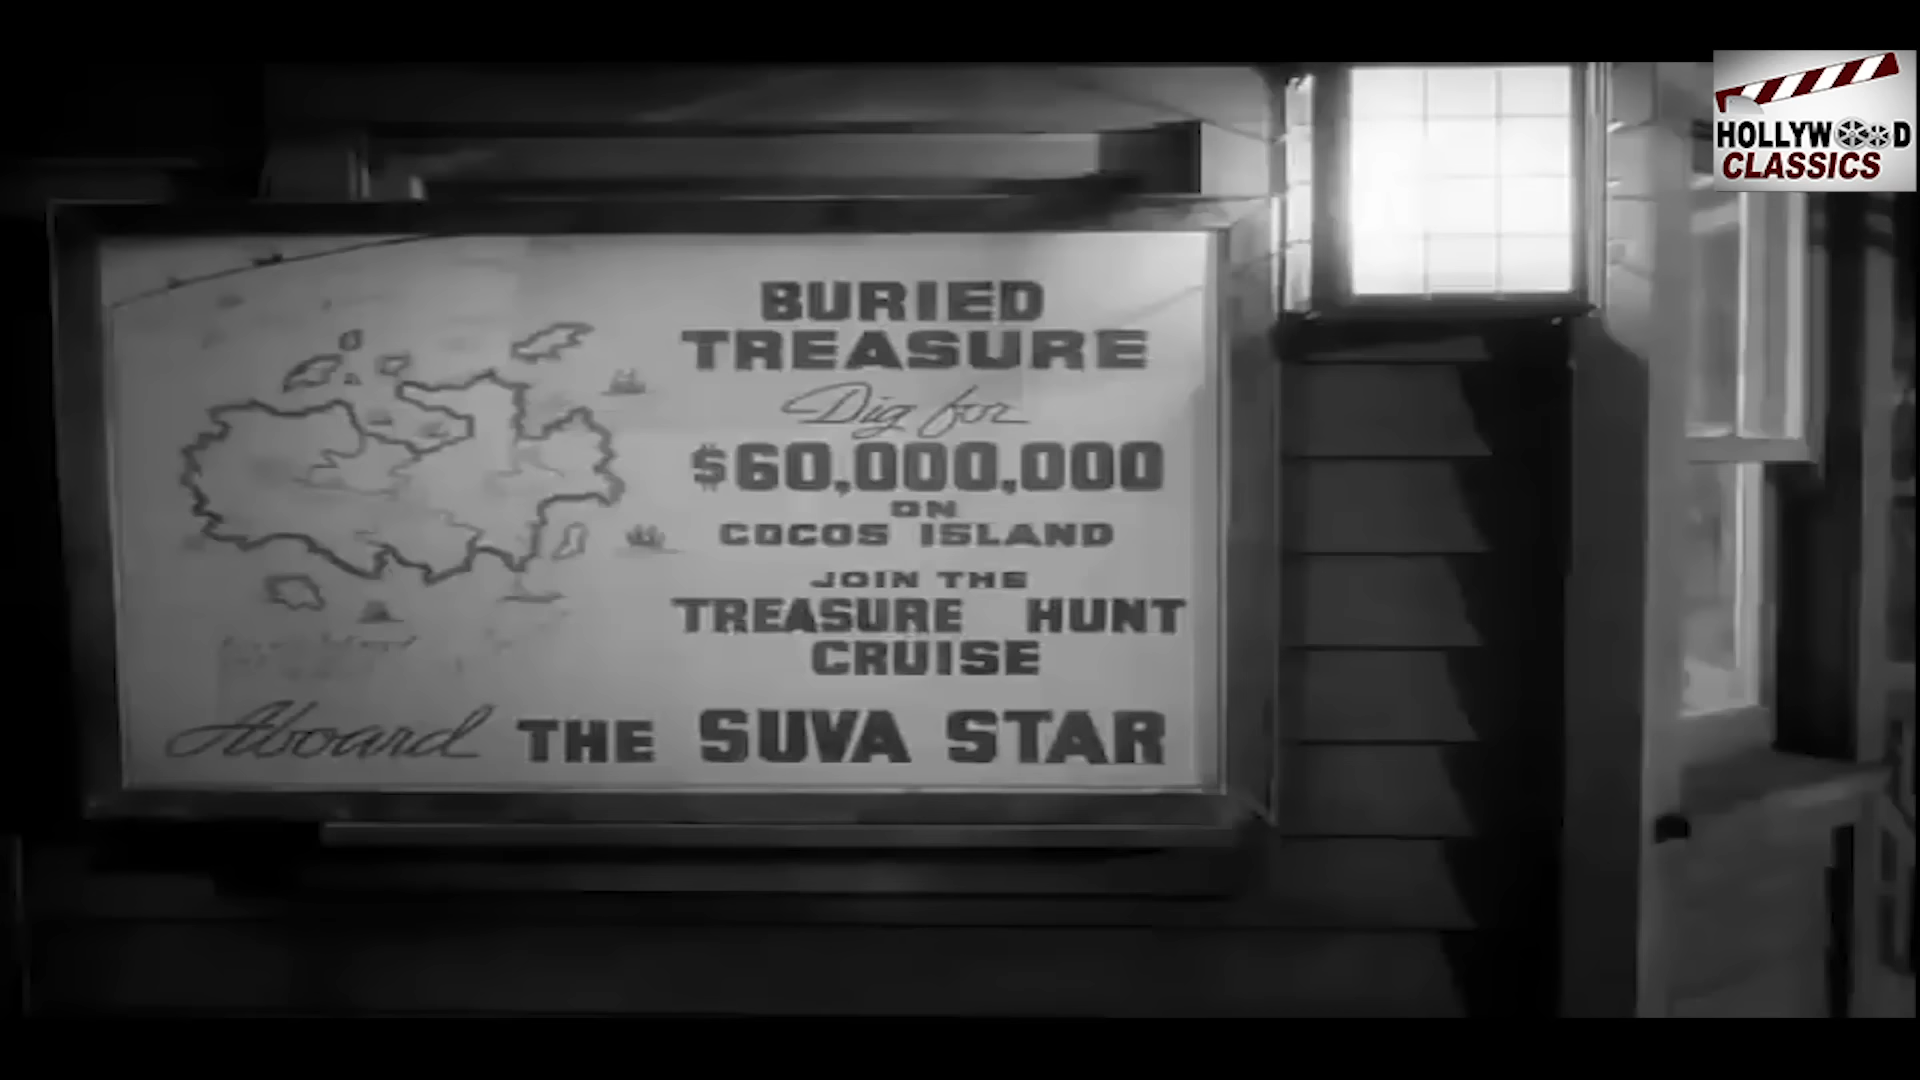 HOLLYWOOD
CLASSICS
BURIED
TREASURE
Dig for
$60,000,000
ON
COCOS ISLAND
JOIN THE
TREASURE HUNT
CRUISE
Aboard THE SUVA STAR